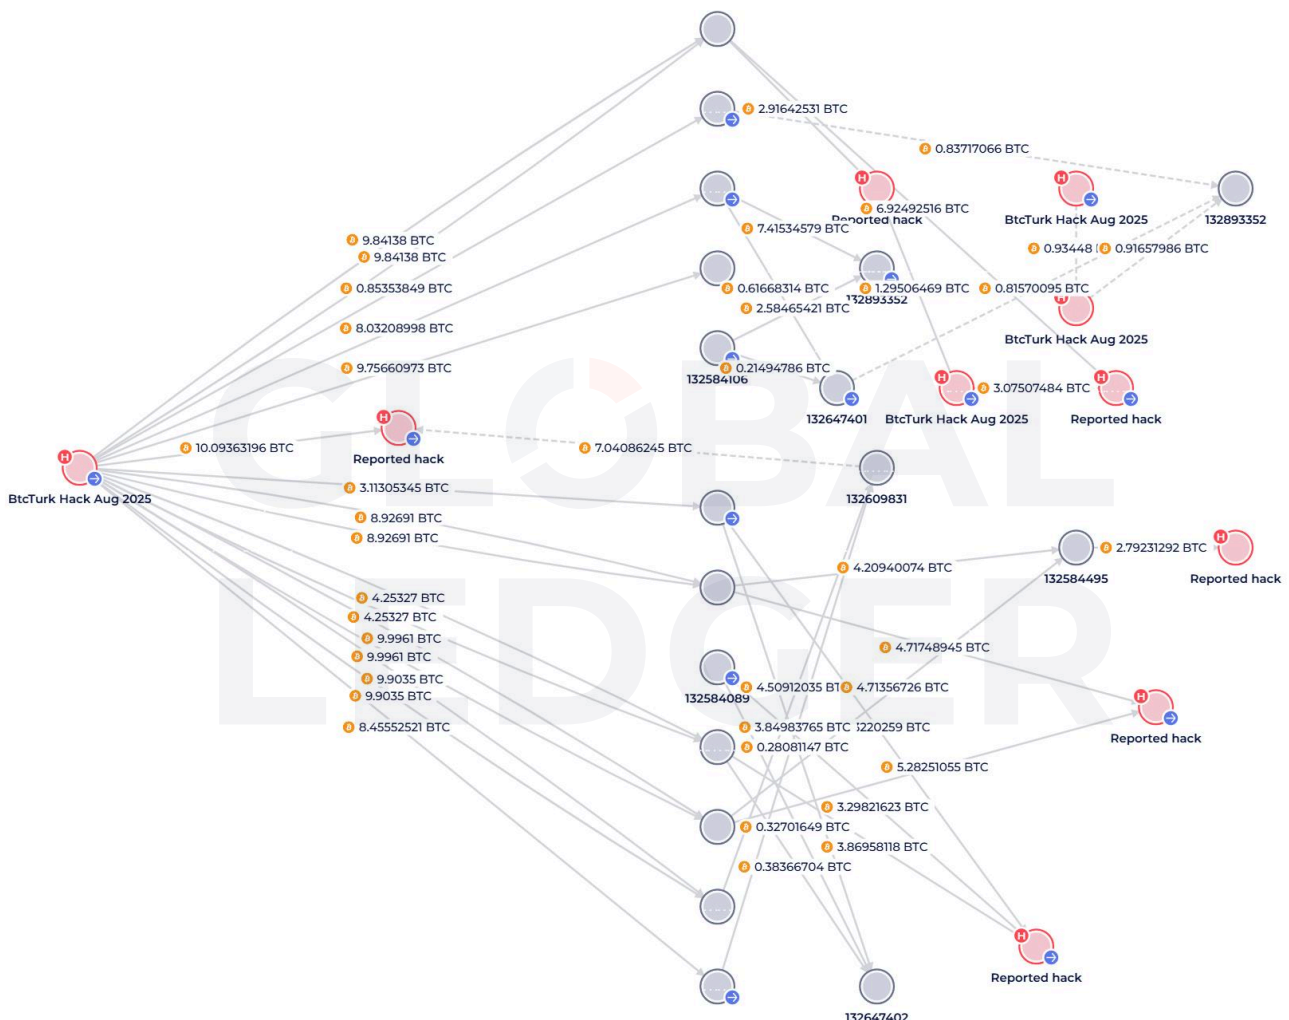 2.91642531 BTC
0.83717066 BTC
H
H
6.92492516 BTC
Reported hack
BtcTurk Hack Aug 2025
132893352
7.41534579 BTC
9.84138 BTC
0.93448
0.91657986 BTC
9.84138 BTC
0.85353849 BTC
0.61668314 BTC
1.29506469 BTC
0.81570095 BTC
132893352
H
2.58465421 BTC
8.03208998 BTC
BtcTurk Hack Aug 2025
9.75660973 BTC
0.21494786 BTC
132584106
H
3.07507484 BTC
H
132647401
BtcTurk Hack Aug 2025
Reported hack
GLOBAL
H
10.09363196 BTC
7.04086245 BTC
H
Reported hack
BtcTurk Hack Aug 2025
132609831
3.11305345 BTC
8.92691 BTC
8.92691 BTC
H
2.79231292 BTC
4.20940074 BTC
132584495
Reported hack
LEDGER
4.25327 BTC
4.25327 BTC
9.9961 BTC
9.9961 BTC
4.71748945 BTC
9.9035 BTC
9.9035 BTC
4.50912035 BT
4.71356726 BTC
132584089
H
8.45552521 BTC
3.84983765 BTC
220259 BTC
Reported hack
0.28081147 BTC
5.28251055 BTC
3.29821623 BTC
0.32701649 BTC
3.86958118 BTC
0.38366704 BTC
H
Reported hack
132647402